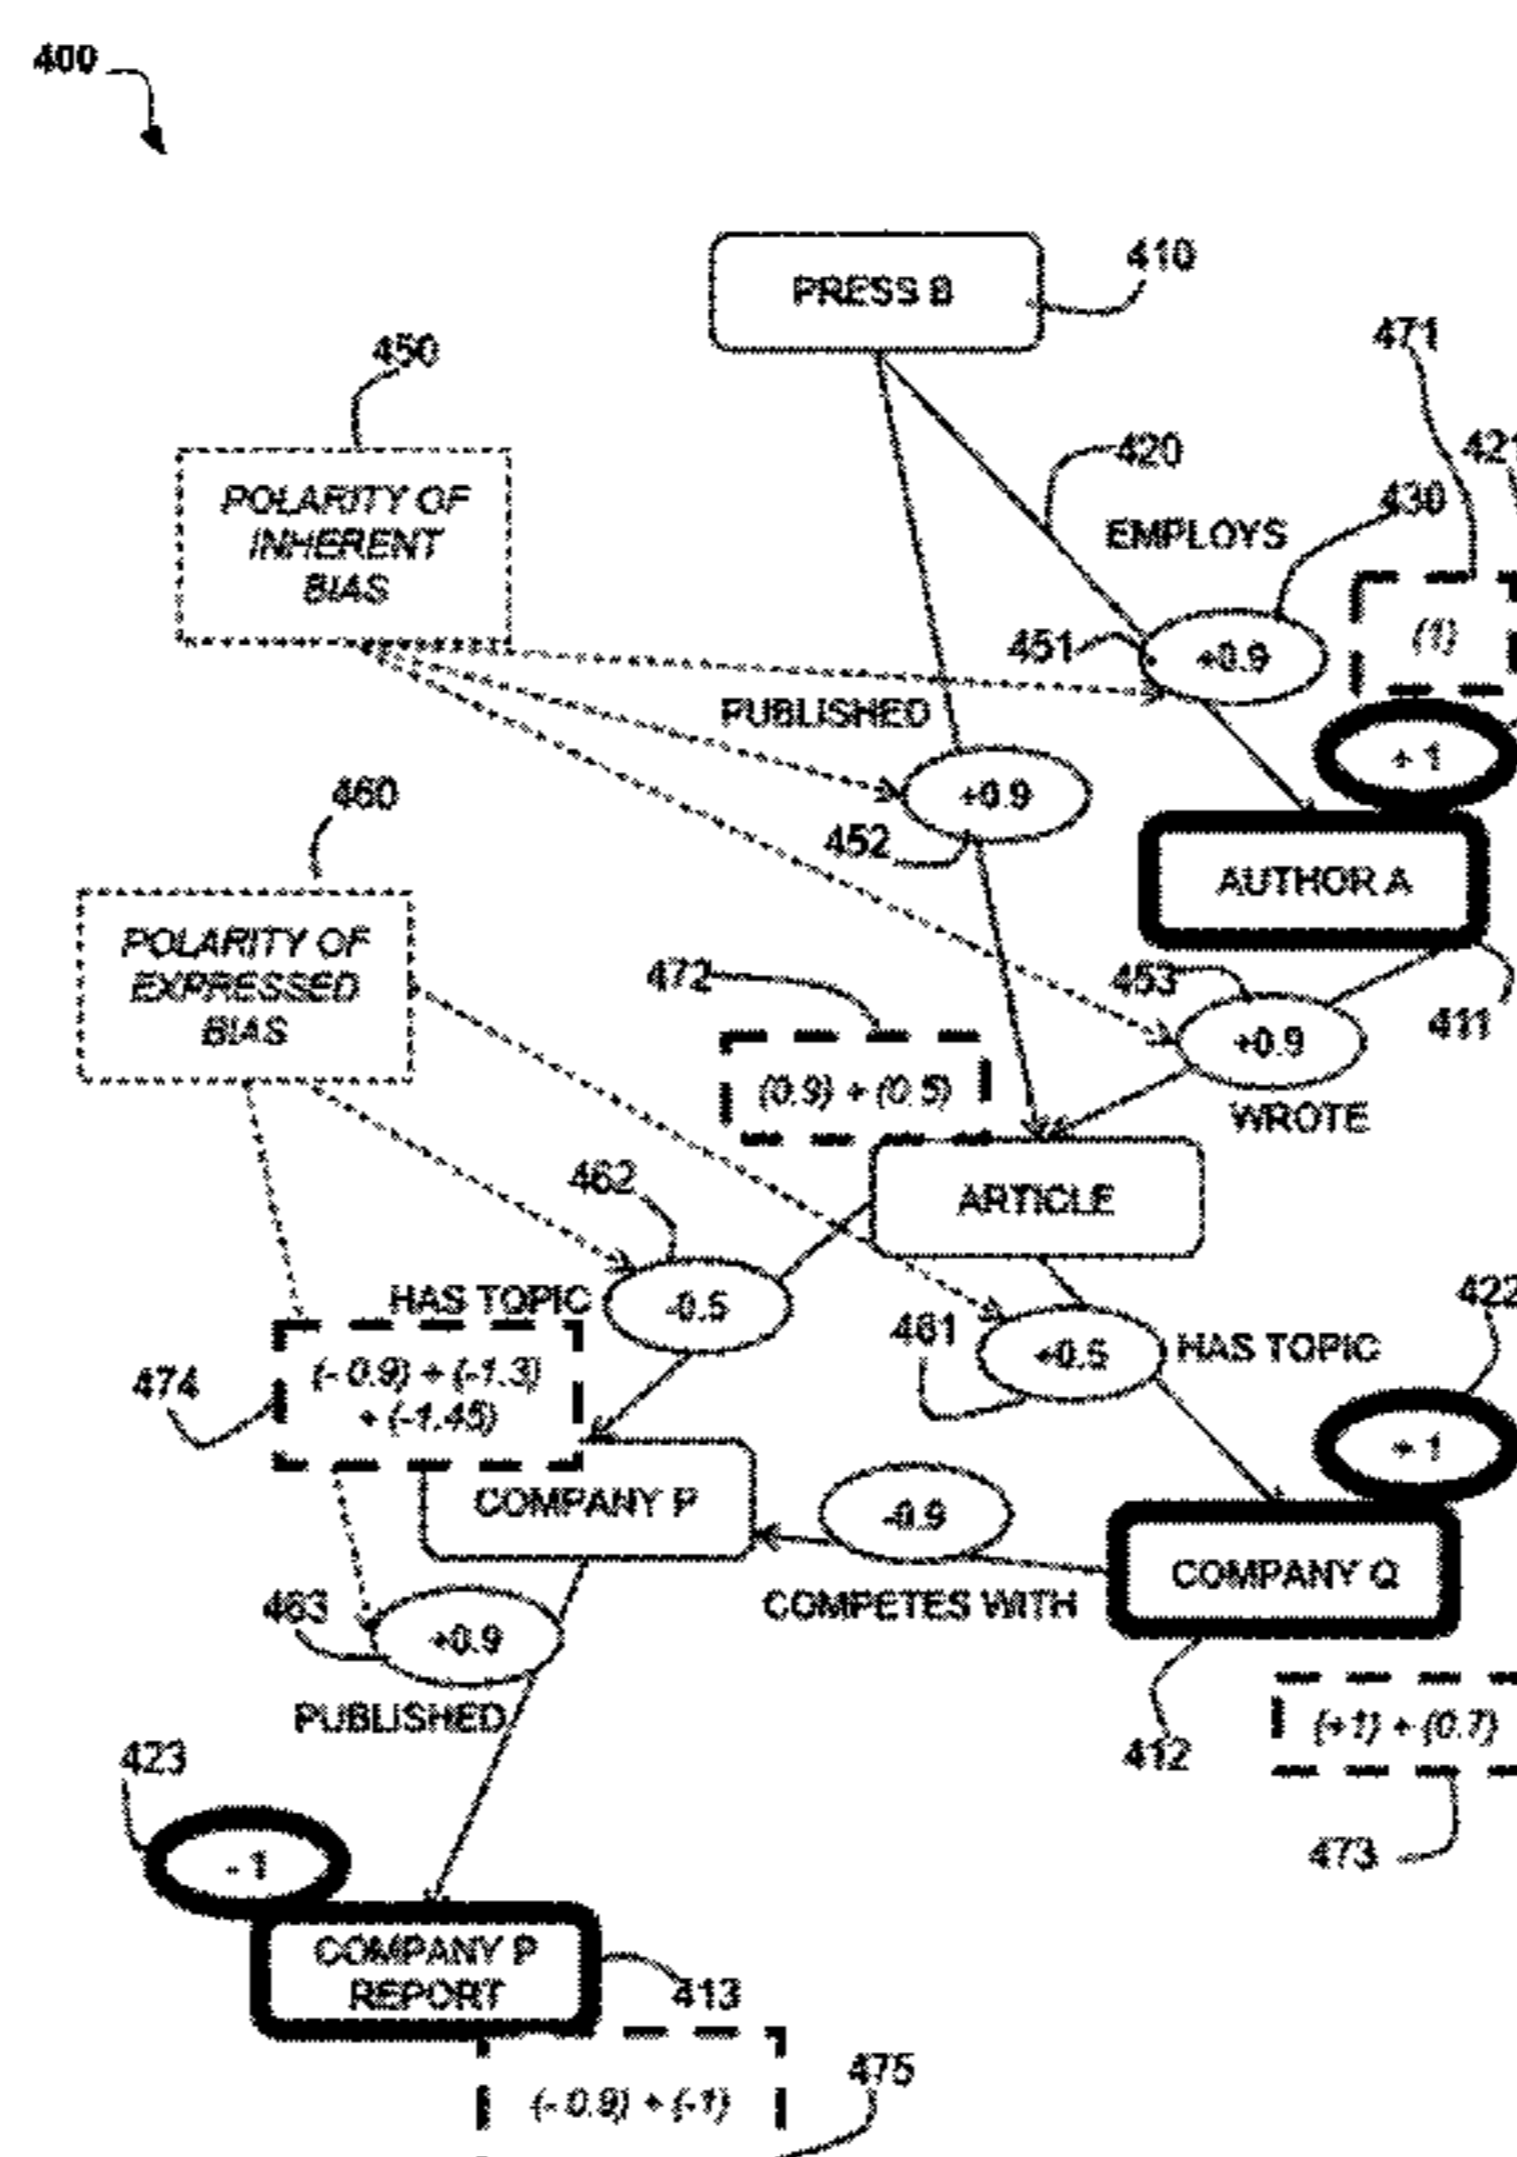 400
PRESS B
410
471
450
420
421
POLARITY OF
INHERENT
BIAS
430
EMPLOYS
451
+0.9
(1)
PUBLISHED
+ 1
460
+0.9
452
AUTHOR A
POLARITY OF
EXPRESSED
BIAS
472
453
411
+0.9
(0.9) + (0.5)
WROTE
462
ARTICLE
HAS TOPIC
-0.5
422
461
+0.5
HAS TOPIC
474
(- 0.9) + (-1.3)
+ (-1.45)
+ 1
COMPANY P
-0.9
COMPANY Q
COMPETES WITH
463
+0.9
PUBLISHED
(+1) + (0.7)
412
423
473
- 1
COMPANY P
REPORT
413
475
(- 0.9) + (-1)